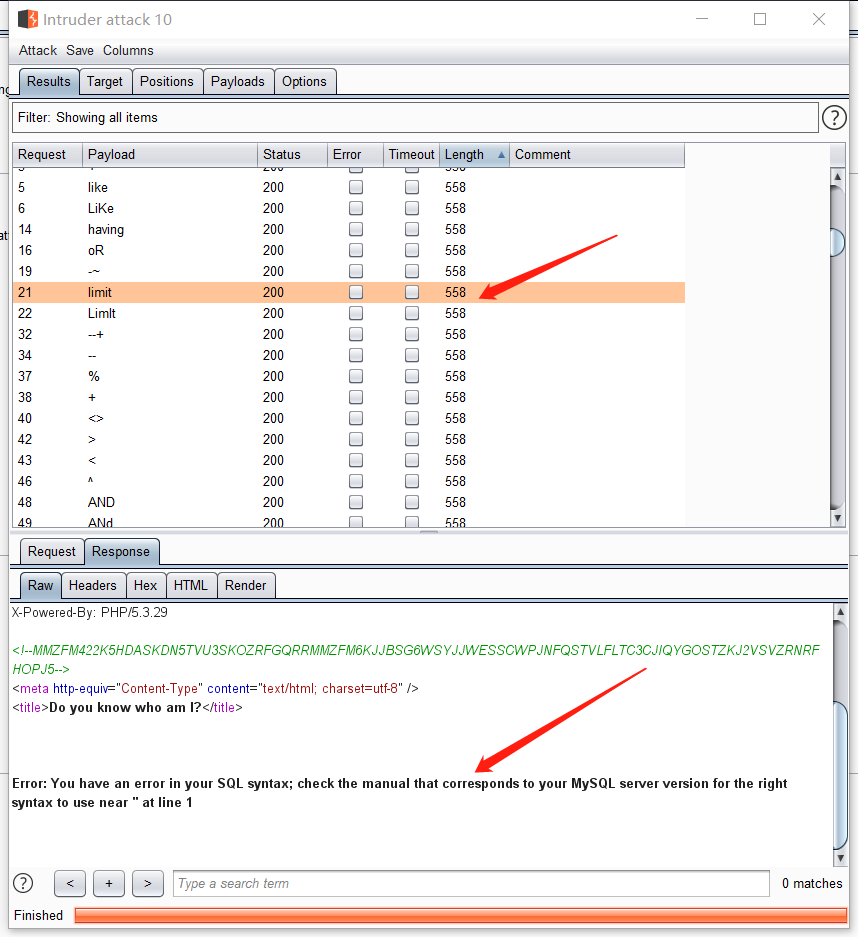 Intruder attack 10
Attack Save Columns
Results Target Positions Payloads Options
Filter: Showing all items ?
Request Payload Status Error Timeout Length Comment
5 like 200 558
6 LiKe 200 558
14 having 200 558
16 oR 200 558
19 -~ 200 558
21 limit 200 558
22 LimIt 200 558
32 --+ 200 558
34 -- 200 558
37 % 200 558
38 + 200 558
40 <> 200 558
42 > 200 558
43 < 200 558
46 ^ 200 558
48 AND 200 558
49 ANd 200 558
Request Response
Raw Headers Hex HTML Render
X-Powered-By: PHP/5.3.29
<!--MMZFM422K5HDASKDN5TVU3SKOZRFGQRRMMZFM6KJJBSG6WSYJJWESSCWPJNFQSTVLFLTC3CJIQYGOSTZKJ2VSVZRNRF
HOPJ5-->
<meta http-equiv="Content-Type" content="text/html; charset=utf-8" />
<title>Do you know who am I?</title>
Error: You have an error in your SQL syntax; check the manual that corresponds to your MySQL server version for the right
syntax to use near '' at line 1
? < + > Type a search term 0 matches
Finished